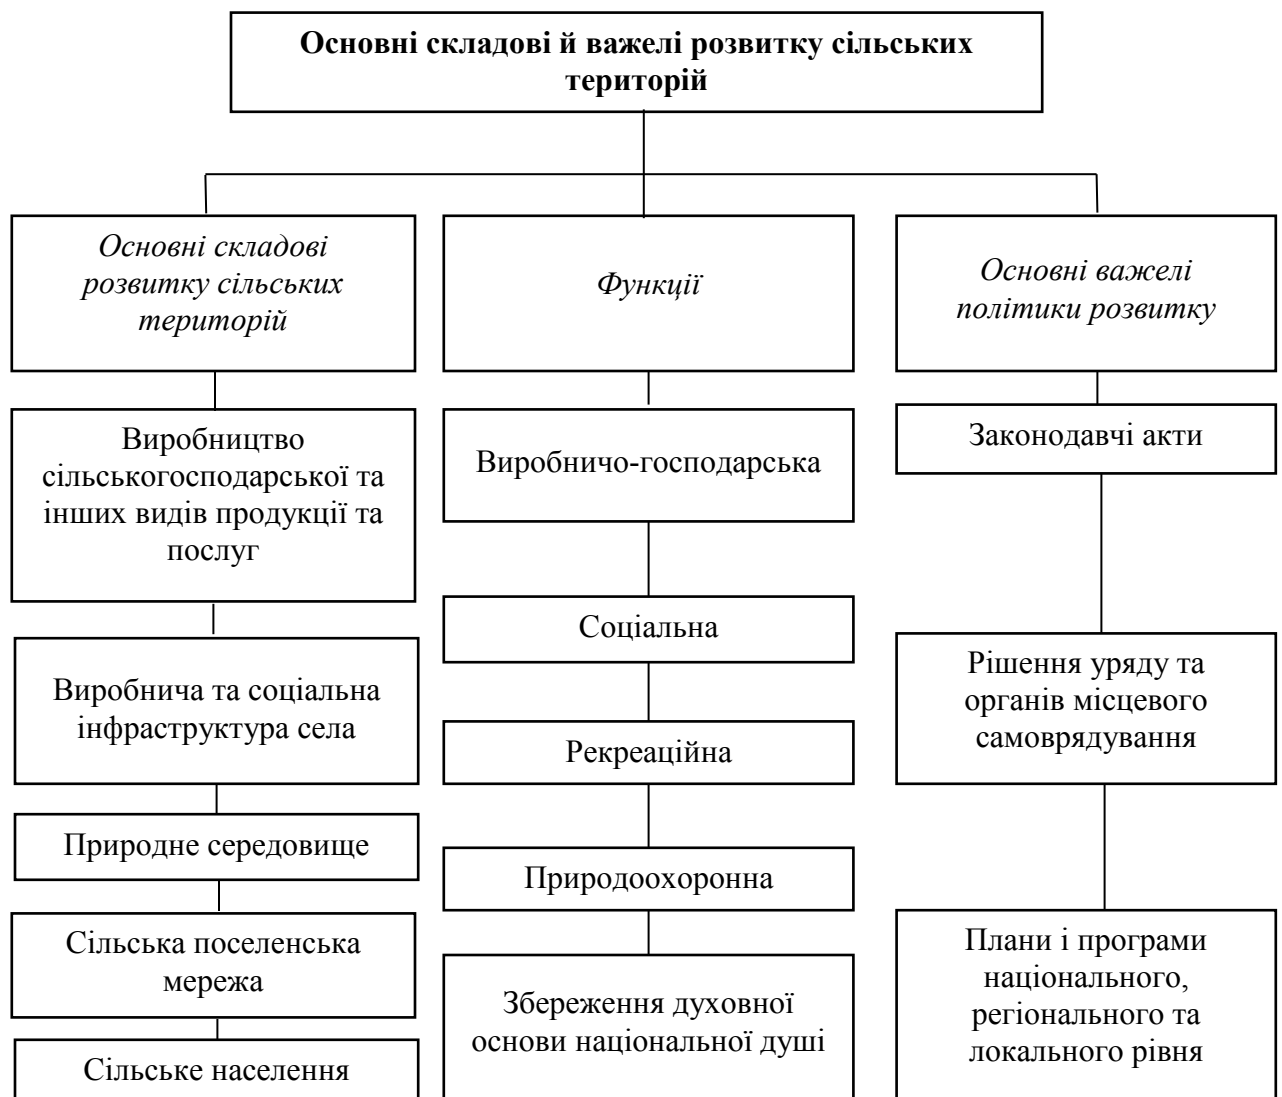 Основні складові й важелі розвитку сільських
територій
Основні складові
розвитку сільських
територій
Функції
Основні важелі
політики розвитку
Виробництво
сільськогосподарської та
інших видів продукції та
послуг
Виробнича та соціальна
інфраструктура села
Природне середовище
Сільська поселенська
мережа
Сільське населення
Виробничо-господарська
Соціальна
Рекреаційна
Природоохоронна
Збереження духовної
основи національної душі
Законодавчі акти
Рішення уряду та
органів місцевого
самоврядування
Плани і програми
національного,
регіонального та
локального рівня